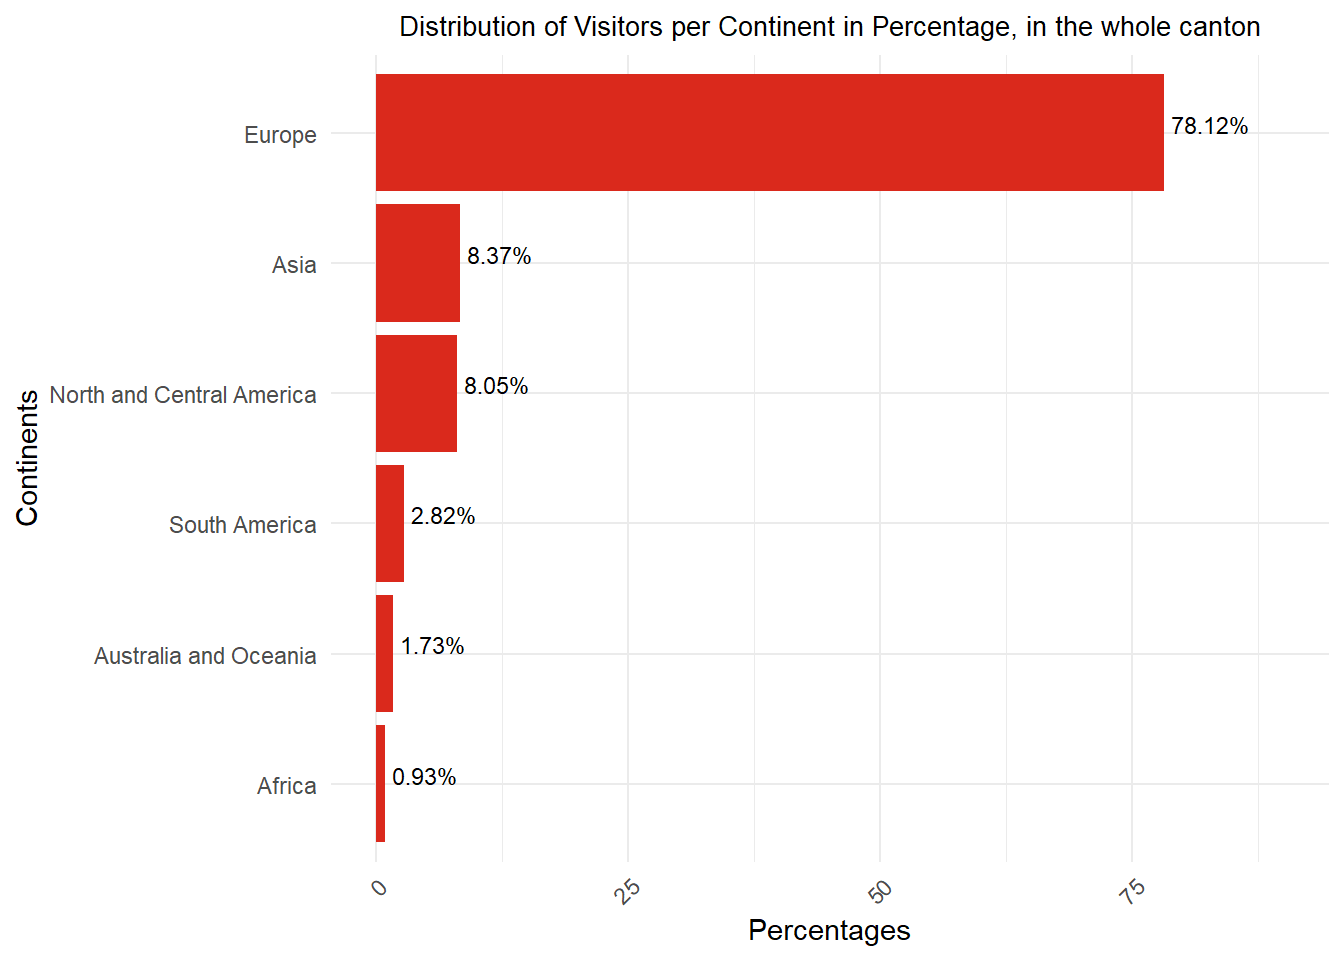 Distribution of Visitors per Continent in Percentage, in the whole canton
Continents
Europe
78.12%
Asia
8.37%
North and Central America
8.05%
South America
2.82%
Australia and Oceania
1.73%
Africa
0.93%
0
25
50
75
Percentages